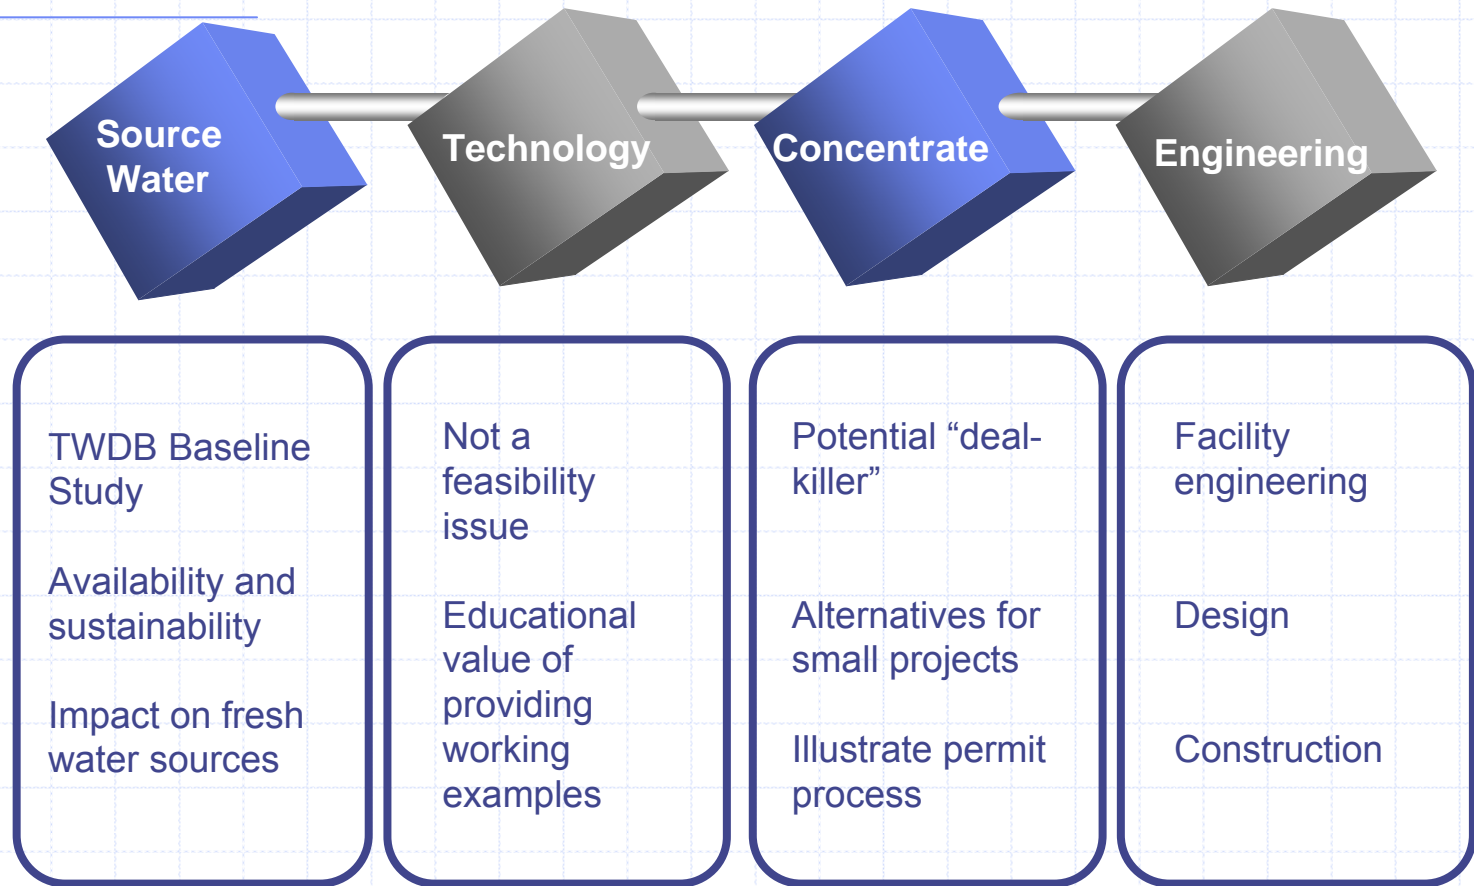 Source
Water
Technology
Concentrate
Engineering
TWDB Baseline
Study
Availability and
sustainability
Impact on fresh
water sources
Not a
feasibility
issue
Educational
value of
providing
working
examples
Potential “deal-
killer”
Alternatives for
small projects
Illustrate permit
process
Facility
engineering
Design
Construction